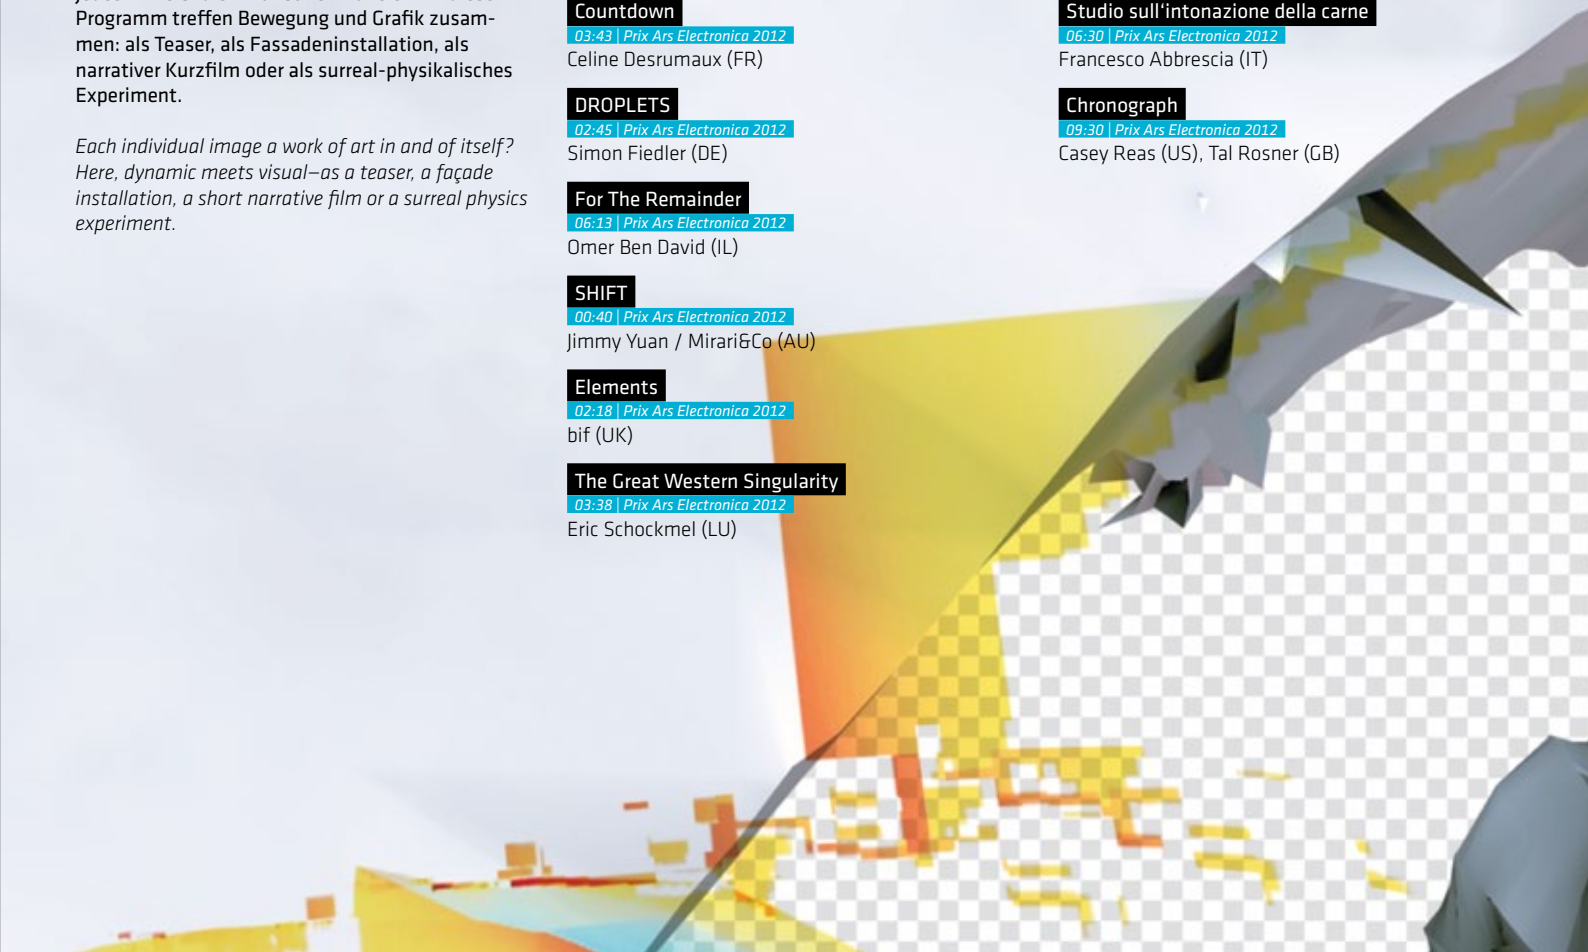 Programm treffen Bewegung und Grafik zusam-
men: als Teaser, als Fassadeninstallation, als
narrativer Kurzfilm oder als surreal-physikalisches
Experiment.
Each individual image a work of art in and of itself?
Here, dynamic meets visual—as a teaser, a façade
installation, a short narrative film or a surreal physics
experiment.
Countdown
03:43 | Prix Ars Electronica 2012
Celine Desrumaux (FR)
DROPLETS
02:45 | Prix Ars Electronica 2012
Simon Fiedler (DE)
For The Remainder
06:13 | Prix Ars Electronica 2012
Omer Ben David (IL)
SHIFT
00:40 | Prix Ars Electronica 2012
Jimmy Yuan / Mirari&Co (AU)
Elements
02:18 | Prix Ars Electronica 2012
bif (UK)
The Great Western Singularity
03:38 | Prix Ars Electronica 2012
Eric Schockmel (LU)
Studio sull‘intonazione della carne
06:30 | Prix Ars Electronica 2012
Francesco Abbrescia (IT)
Chronograph
09:30 | Prix Ars Electronica 2012
Casey Reas (US), Tal Rosner (GB)